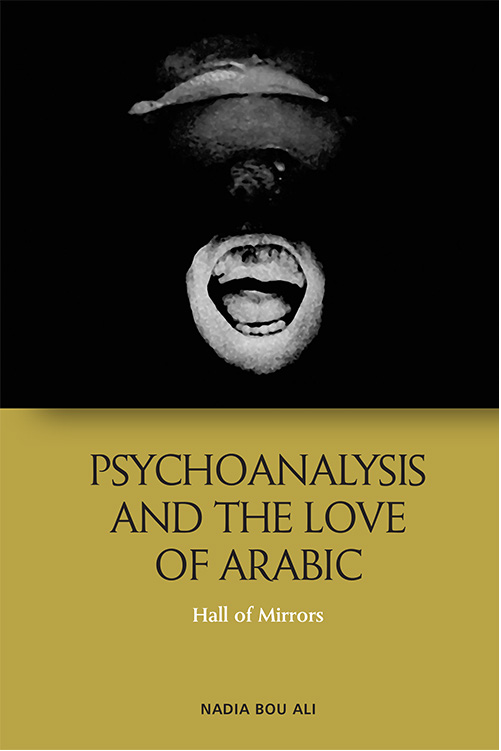 PSYCHOANALYSIS
AND THE LOVE
OF ARABIC
Hall of Mirrors
NADIA BOU ALI